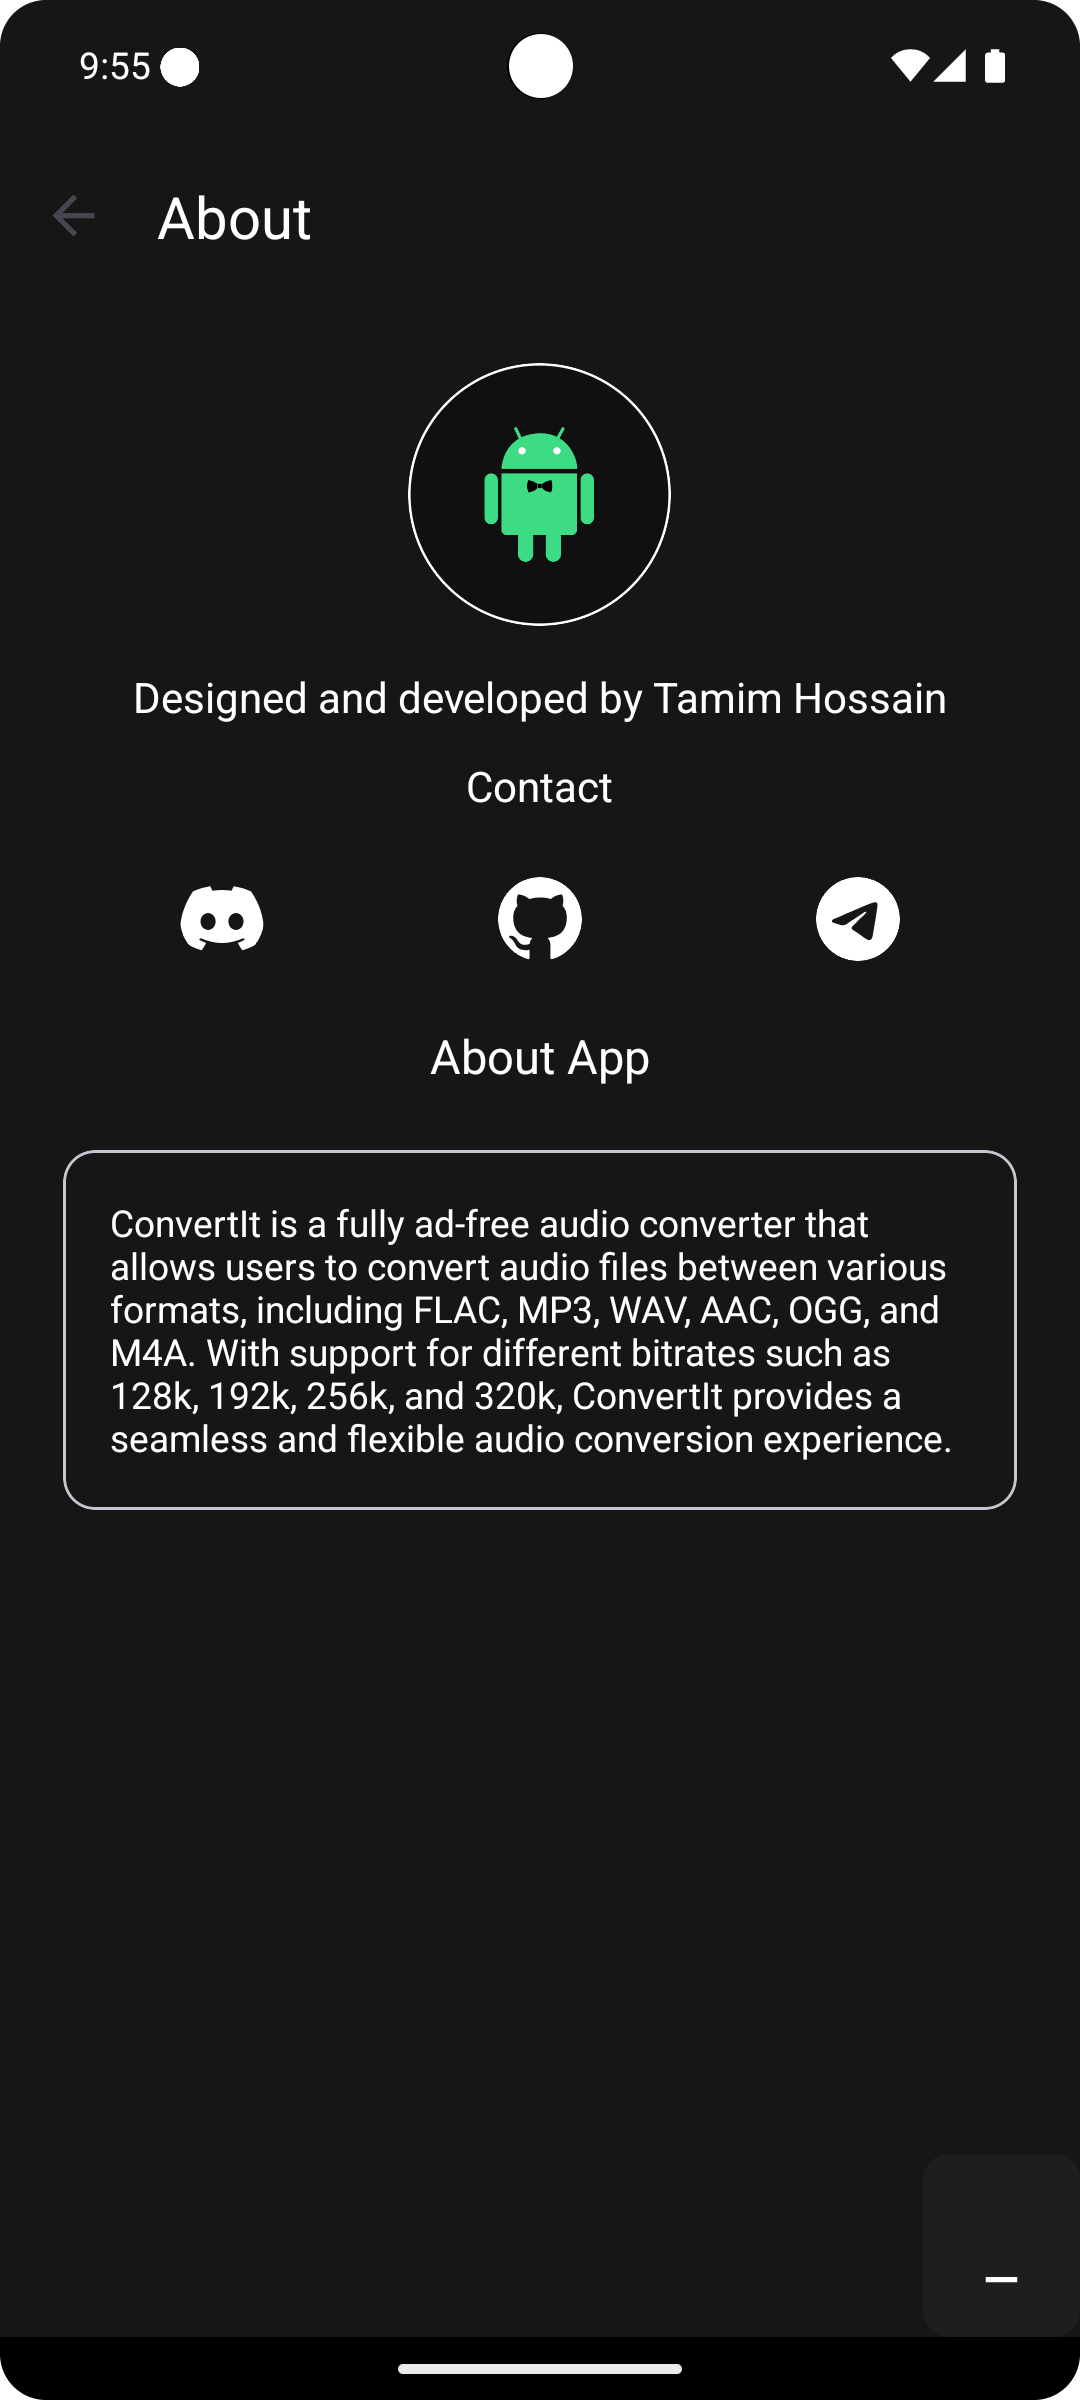 9:55
About
Designed and developed by Tamim Hossain
Contact
About App
ConvertIt is a fully ad-free audio converter that
allows users to convert audio files between various
formats, including FLAC, MP3, WAV, AAC, OGG, and
M4A. With support for different bitrates such as
128k, 192k, 256k, and 320k, ConvertIt provides a
seamless and flexible audio conversion experience.